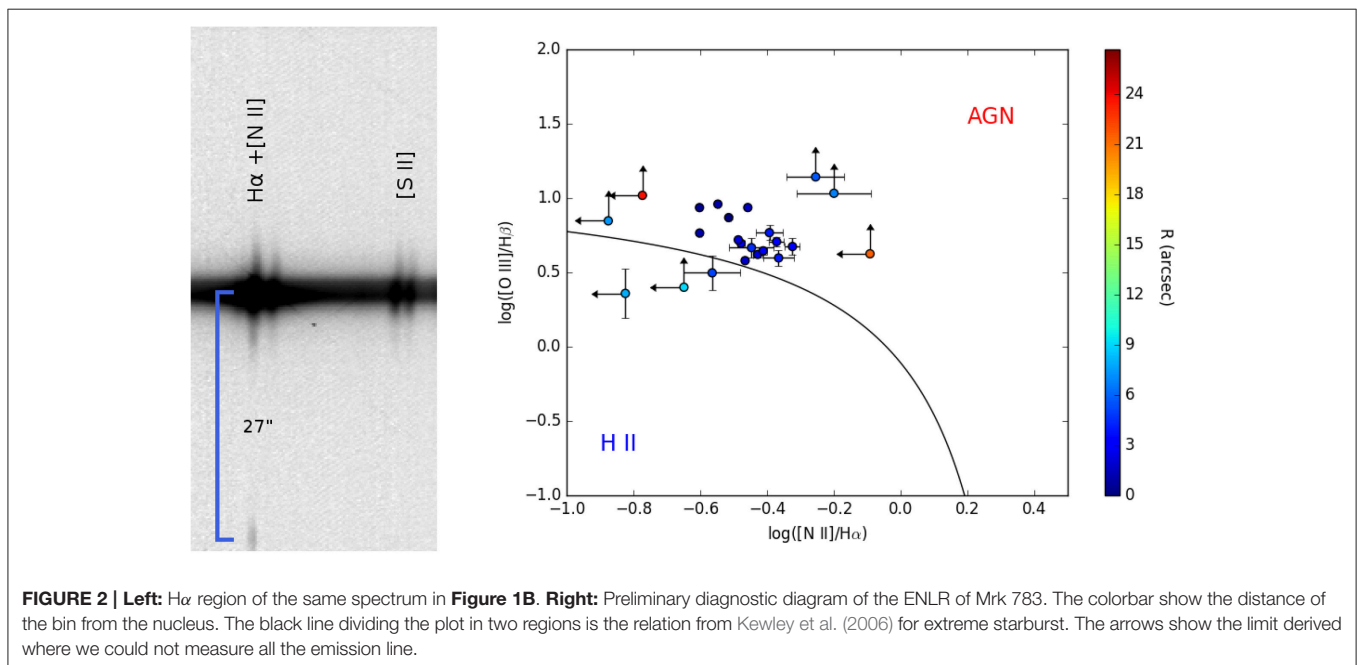 Hα +[N II]
[S II]
27"
2.0
1.5
1.0
0.5
0.0
−0.5
−1.0
log([O III]/Hβ)
AGN
H II
−1.0 −0.8 −0.6 −0.4 −0.2 0.0 0.2 0.4
log([N II]/Hα)
24
21
18
15
12
9
6
3
0
R (arcsec)
FIGURE 2 | Left: Hα region of the same spectrum in Figure 1B. Right: Preliminary diagnostic diagram of the ENLR of Mrk 783. The colorbar show the distance of
the bin from the nucleus. The black line dividing the plot in two regions is the relation from Kewley et al. (2006) for extreme starburst. The arrows show the limit derived
where we could not measure all the emission line.